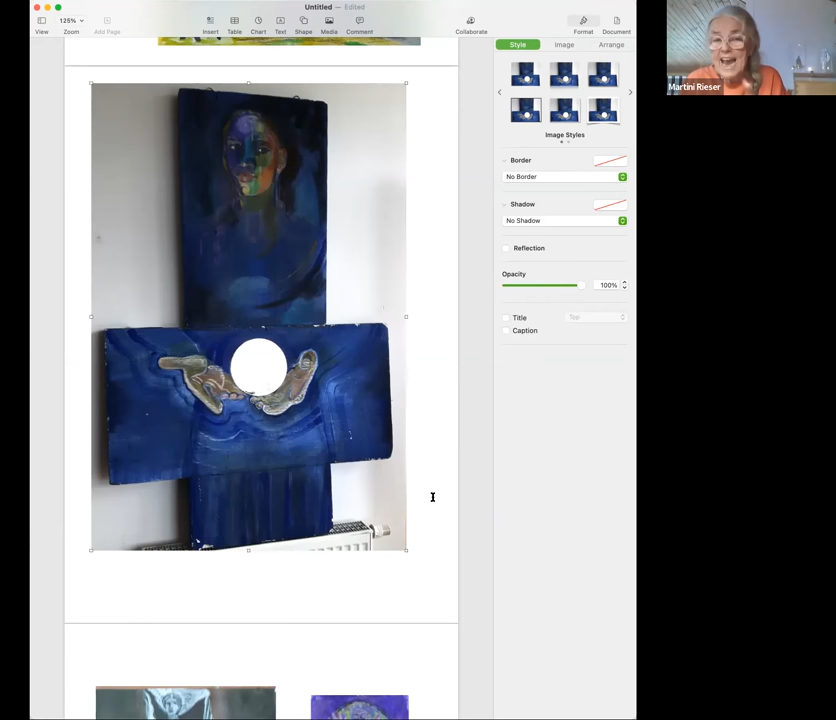 Untitled — Edited
125%
View
Zoom
Add Page
Insert
Table
Chart
Text
Shape
Media
Comment
Collaborate
Format
Document
Style
Image
Arrange
Image Styles
Border
No Border
Shadow
No Shadow
Reflection
Opacity
100%
Title
Top
Caption
Martini Rieser